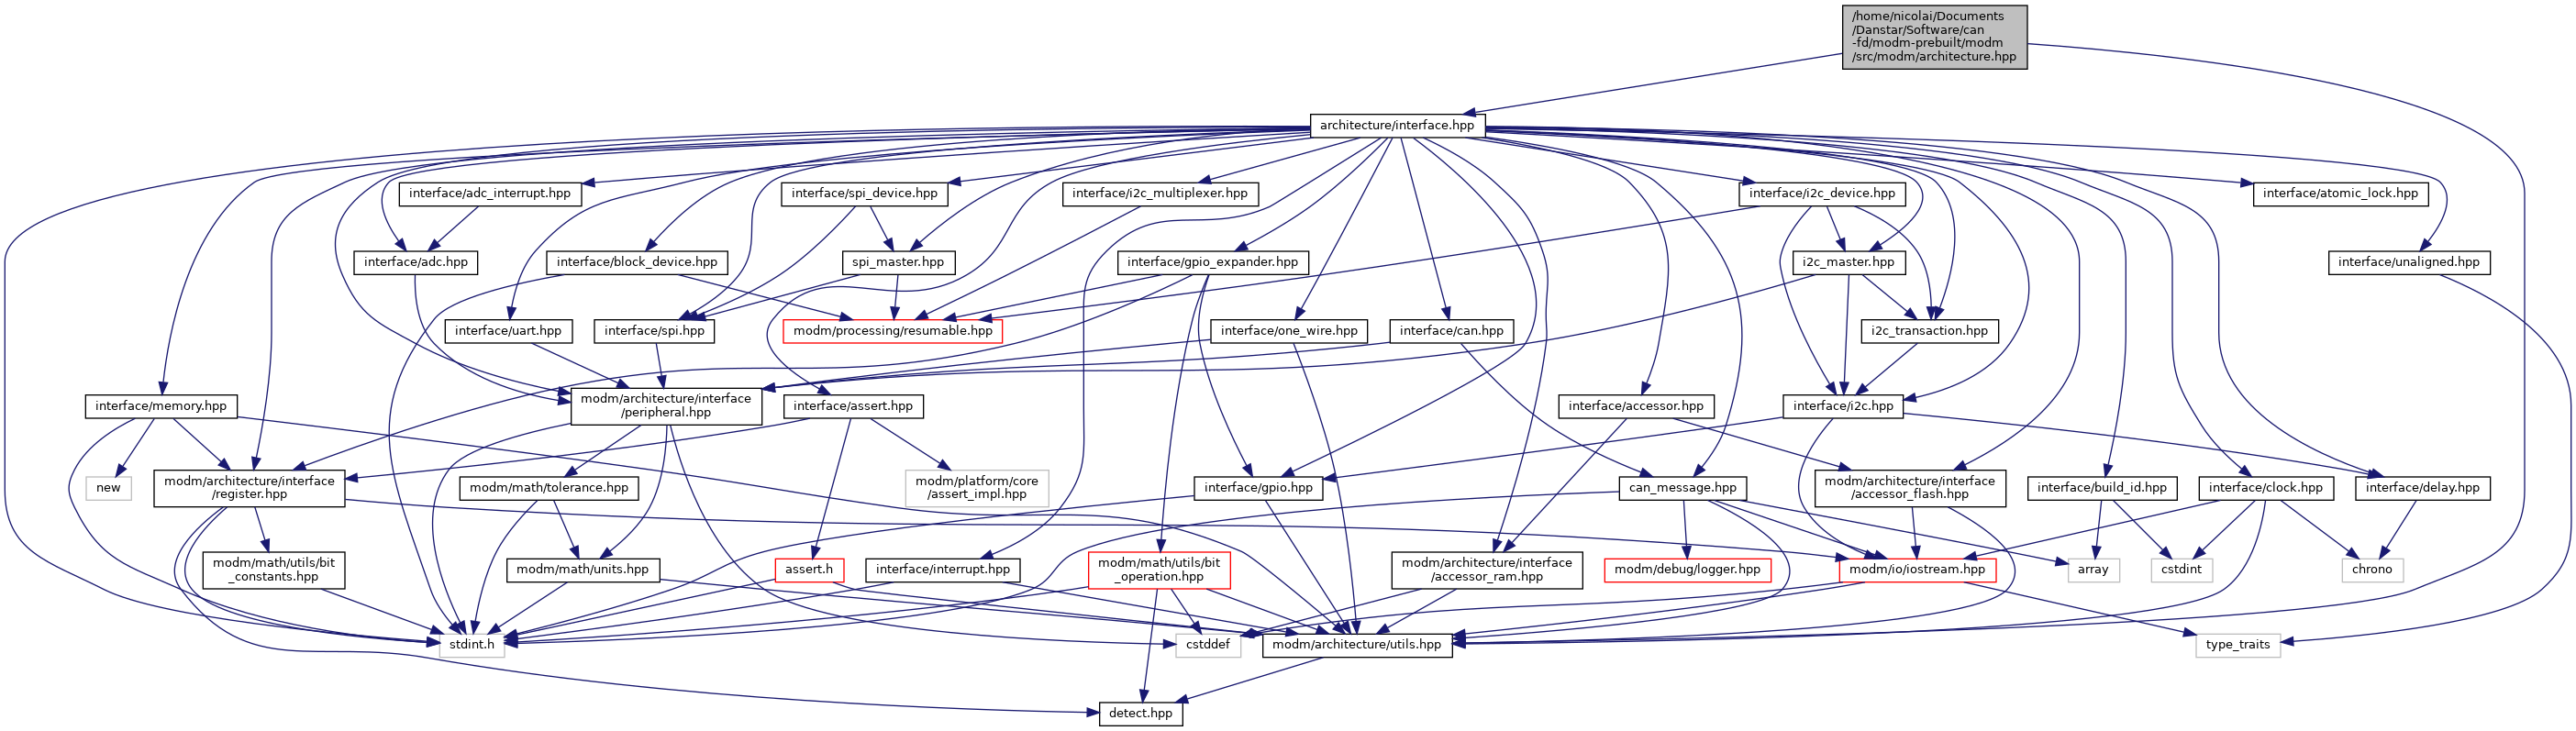 /home/nicolai/Documents
/Danstar/Software/can
-fd/modm-prebuilt/modm
/src/modm/architecture.hpp
architecture/interface.hpp
interface/adc_interrupt.hpp
interface/spi_device.hpp
interface/i2c_multiplexer.hpp
interface/i2c_device.hpp
interface/atomic_lock.hpp
interface/adc.hpp
interface/block_device.hpp
spi_master.hpp
interface/gpio_expander.hpp
i2c_master.hpp
interface/unaligned.hpp
interface/uart.hpp
interface/spi.hpp
modm/processing/resumable.hpp
interface/one_wire.hpp
interface/can.hpp
i2c_transaction.hpp
interface/memory.hpp
modm/architecture/interface
/peripheral.hpp
interface/assert.hpp
interface/accessor.hpp
interface/i2c.hpp
new
modm/architecture/interface
/register.hpp
modm/math/tolerance.hpp
modm/platform/core
/assert_impl.hpp
interface/gpio.hpp
can_message.hpp
modm/architecture/interface
/accessor_flash.hpp
interface/build_id.hpp
interface/clock.hpp
interface/delay.hpp
modm/math/utils/bit
_constants.hpp
modm/math/units.hpp
assert.h
interface/interrupt.hpp
modm/math/utils/bit
_operation.hpp
modm/architecture/interface
/accessor_ram.hpp
modm/debug/logger.hpp
modm/io/iostream.hpp
array
cstdint
chrono
stdint.h
cstddef
modm/architecture/utils.hpp
type_traits
detect.hpp